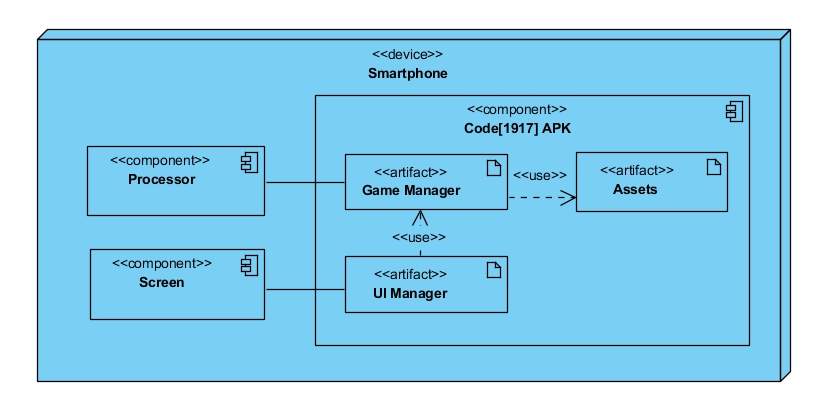 <<device>>
Smartphone
<<component>>
Code[1917] APK
<<component>>
Processor
<<artifact>>
Game Manager
<<use>>
<<artifact>>
Assets
<<use>>
<<component>>
Screen
<<artifact>>
UI Manager